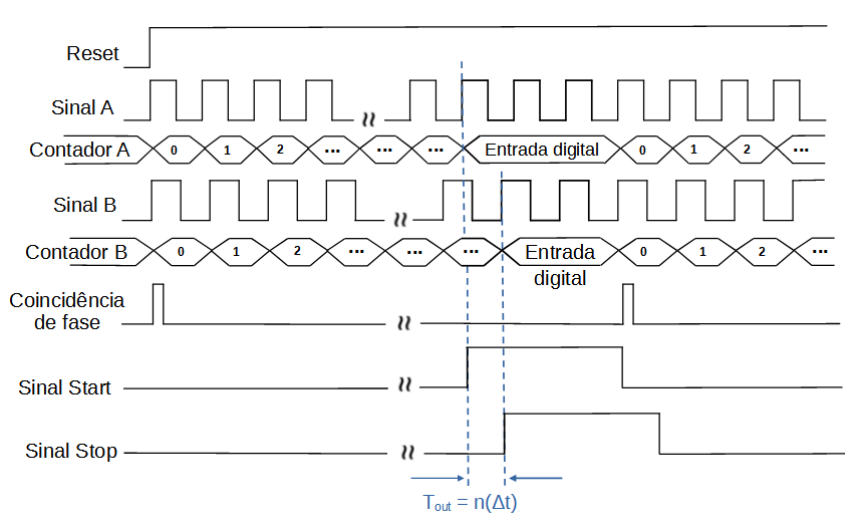 Reset
Sinal A
Contador A 0 1 2 ... ... ... Entrada digital 0 1 2 ...
Sinal B
Contador B 0 1 2 ... ... ... Entrada digital 0 1 2 ...
Coincidência
de fase
Sinal Start
Sinal Stop
Tout = n(Δt)